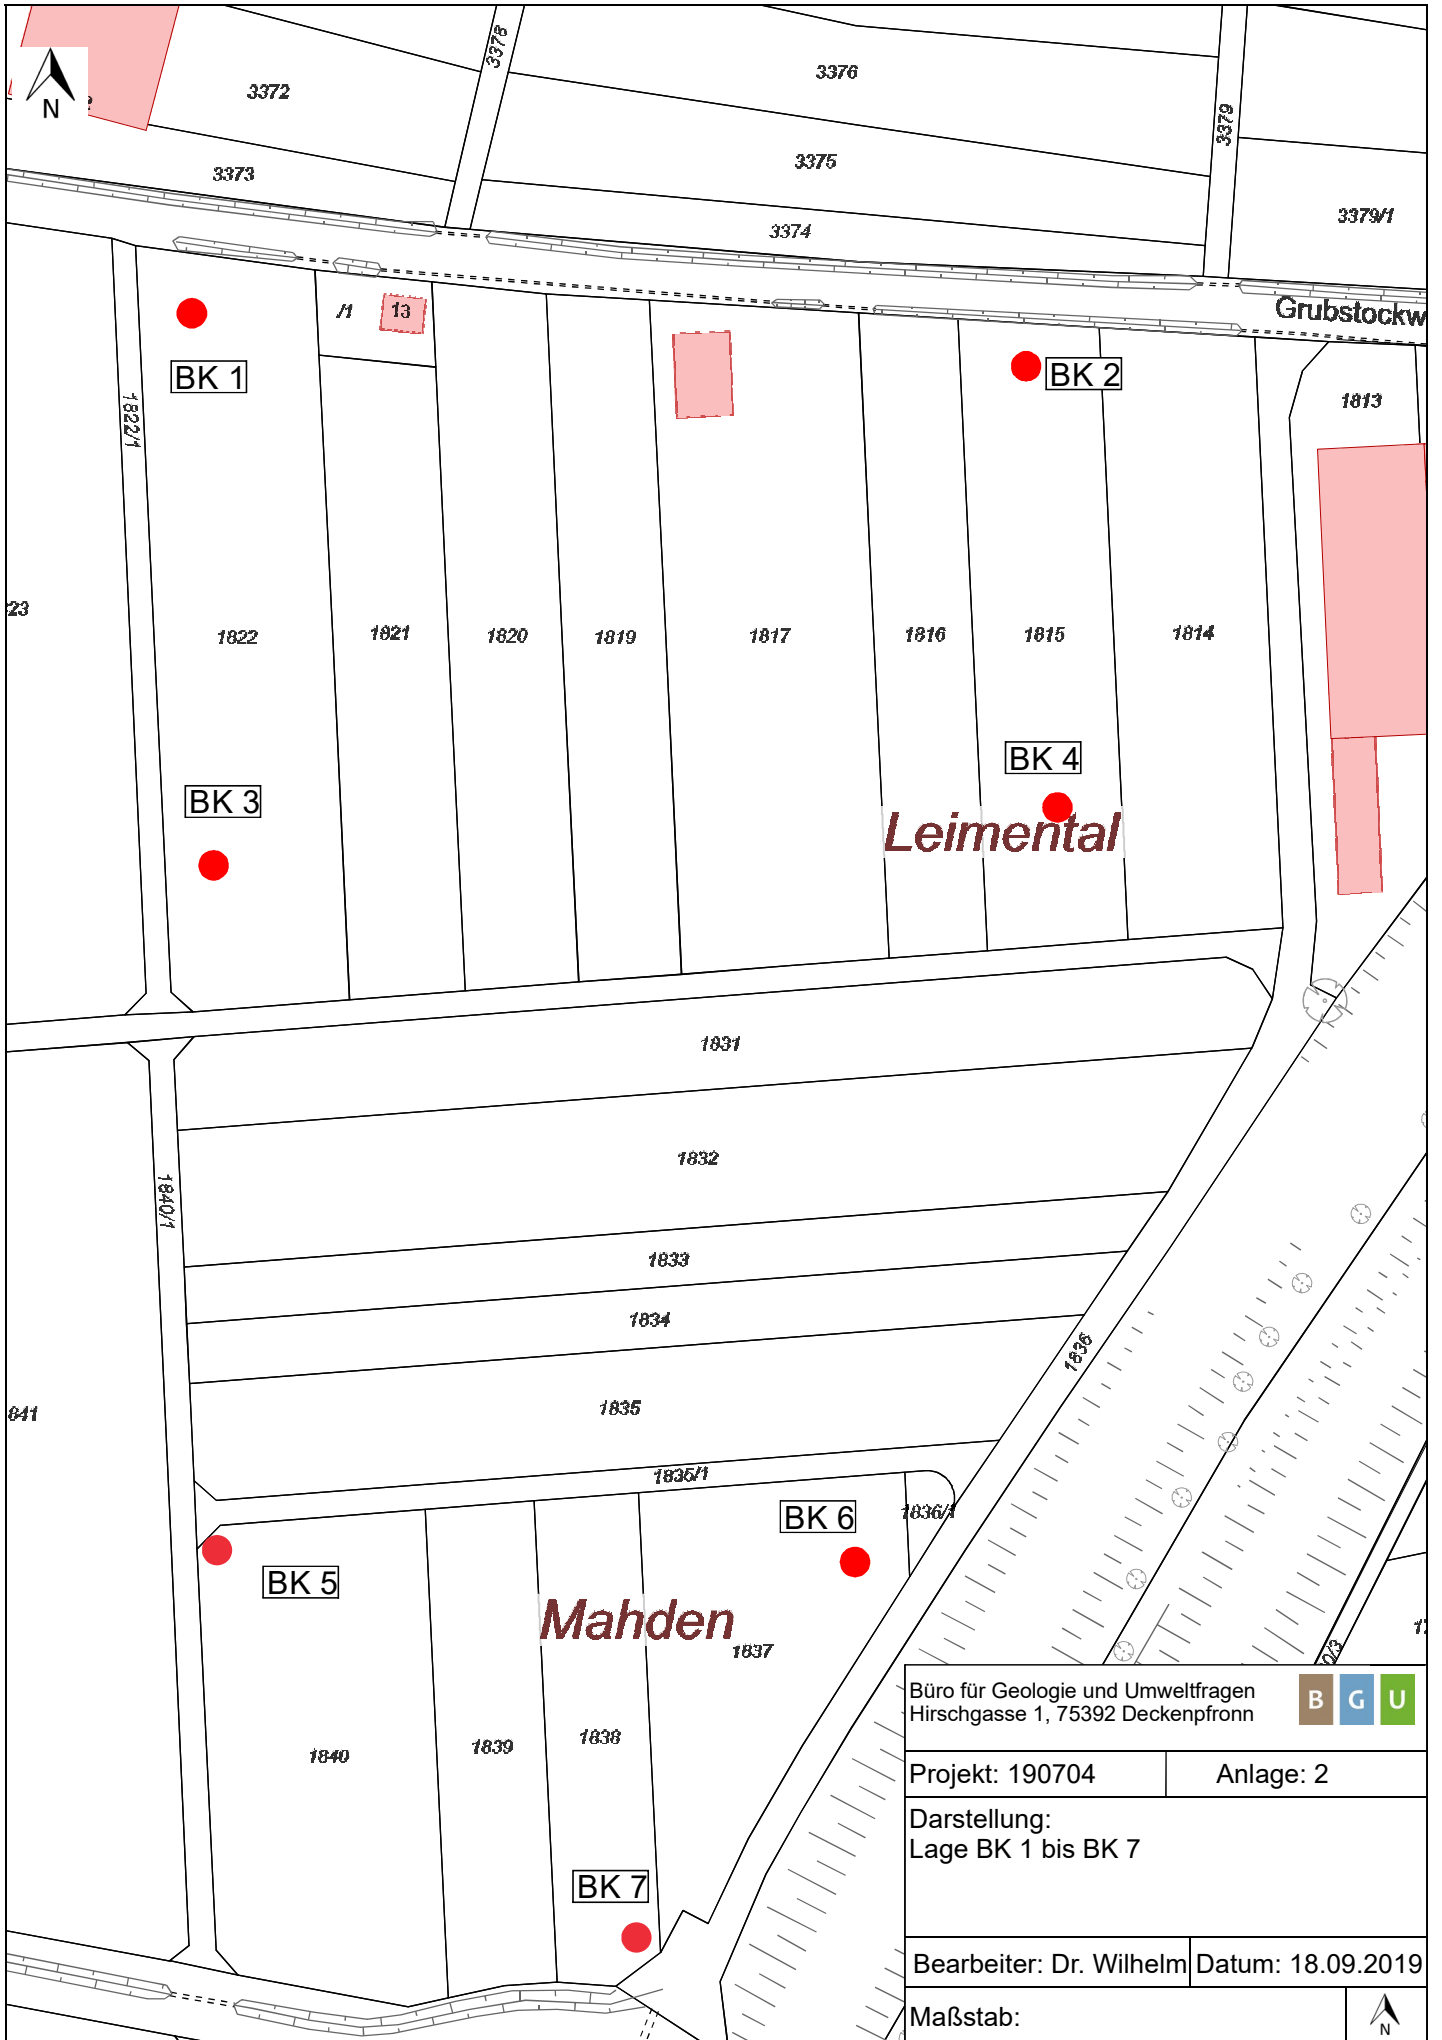 N
3378
3376
3372
3379
3375
3373
3379/1
3374
Grubstockw
/1
13
BK 1
BK 2
1813
1822/1
23
1822
1821
1820
1819
1817
1816
1815
1814
BK 4
BK 3
Leimental
1831
1832
1840/1
1833
1834
1836
1835
841
1835/1
BK 6
1836/1
BK 5
Mahden
1837
0/3
1840
1839
1838
BK 7
Büro für Geologie und Umweltfragen
Hirschgasse 1, 75392 Deckenpfronn
B G U
Projekt: 190704
Anlage: 2
Darstellung:
Lage BK 1 bis BK 7
Bearbeiter: Dr. Wilhelm
Datum: 18.09.2019
Maßstab:
N